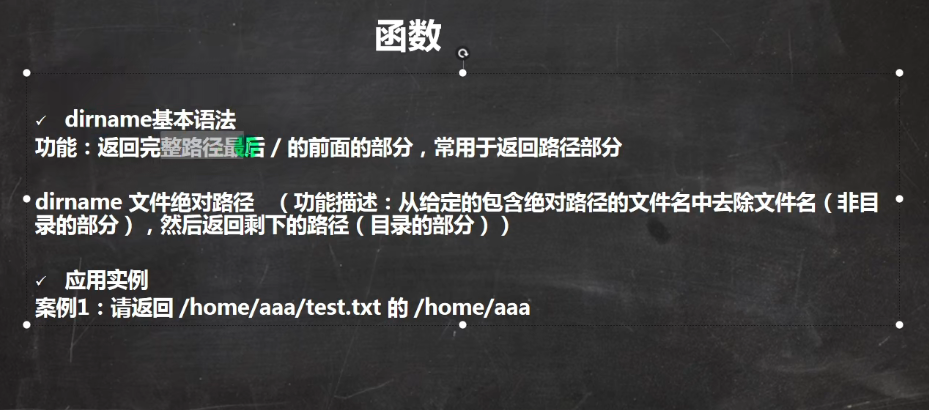 函数
✓ dirname基本语法
功能：返回完整路径最后 / 的前面的部分，常用于返回路径部分
dirname 文件绝对路径 （功能描述：从给定的包含绝对路径的文件名中去除文件名（非目
录的部分），然后返回剩下的路径（目录的部分））
✓ 应用实例
案例1：请返回 /home/aaa/test.txt 的 /home/aaa